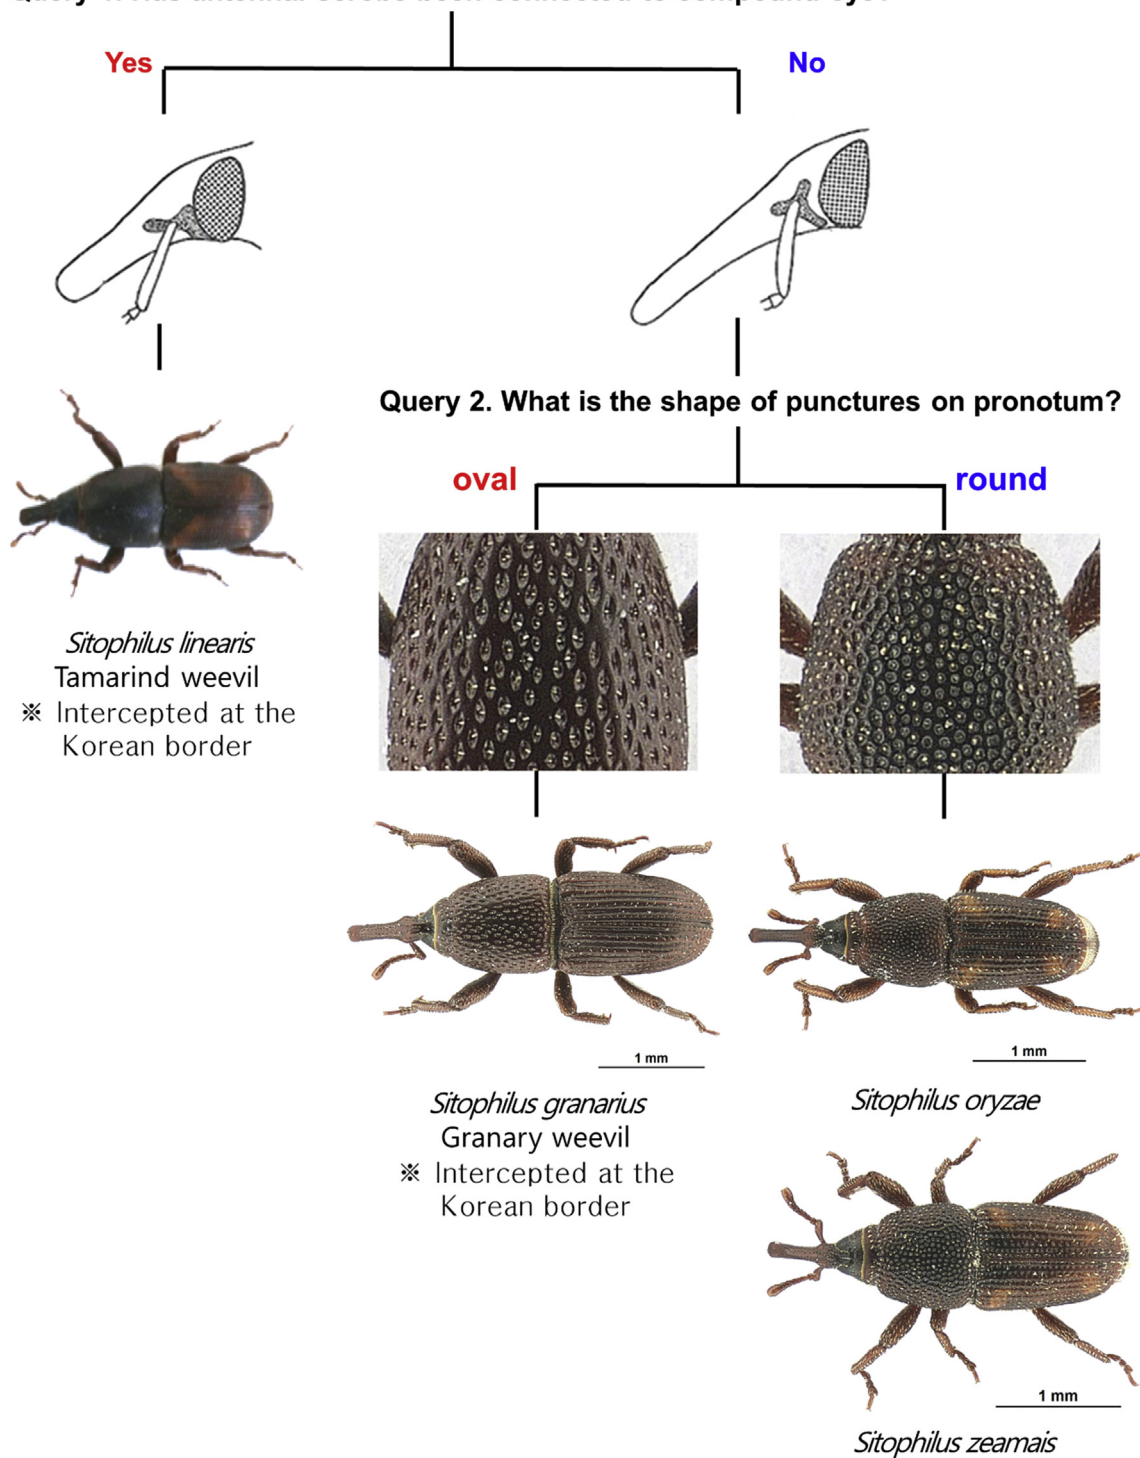 Yes
No
Query 2. What is the shape of punctures on pronotum?
oval
round
Sitophilus linearis
Tamarind weevil
※ Intercepted at the
Korean border
1 mm
Sitophilus granarius
Granary weevil
※ Intercepted at the
Korean border
1 mm
Sitophilus oryzae
1 mm
Sitophilus zeamais